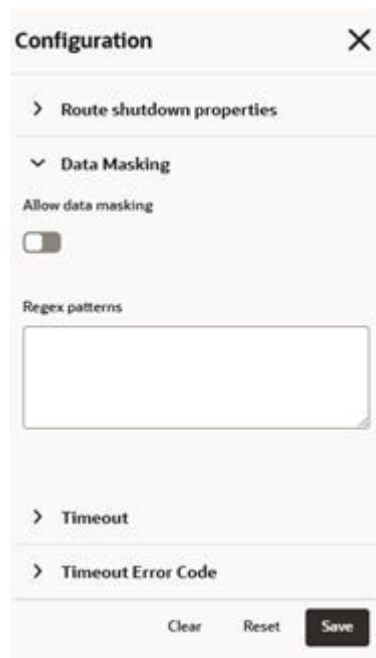 Configuration
Route shutdown properties
Data Masking
Allow data masking
Regex patterns
Timeout
Timeout Error Code
Clear Reset Save